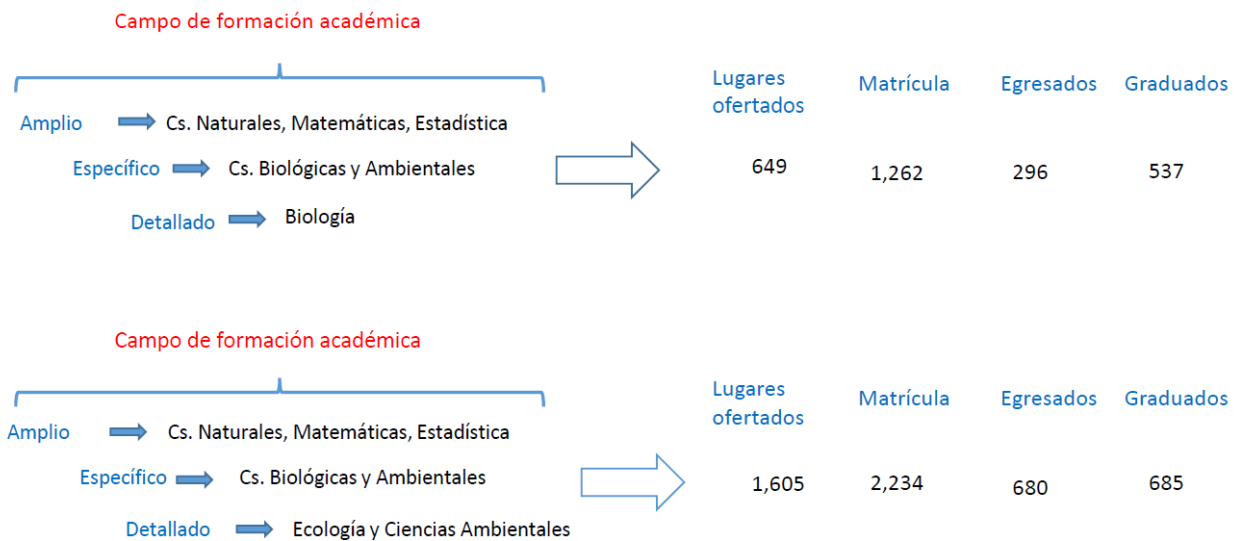 Campo de formación académica
Lugares ofertados Matrícula Egresados Graduados
Amplio Cs. Naturales, Matemáticas, Estadística
Específico Cs. Biológicas y Ambientales
649 1,262 296 537
Detallado Biología
Campo de formación académica
Lugares ofertados Matrícula Egresados Graduados
Amplio Cs. Naturales, Matemáticas, Estadística
Específico Cs. Biológicas y Ambientales
1,605 2,234 680 685
Detallado Ecología y Ciencias Ambientales